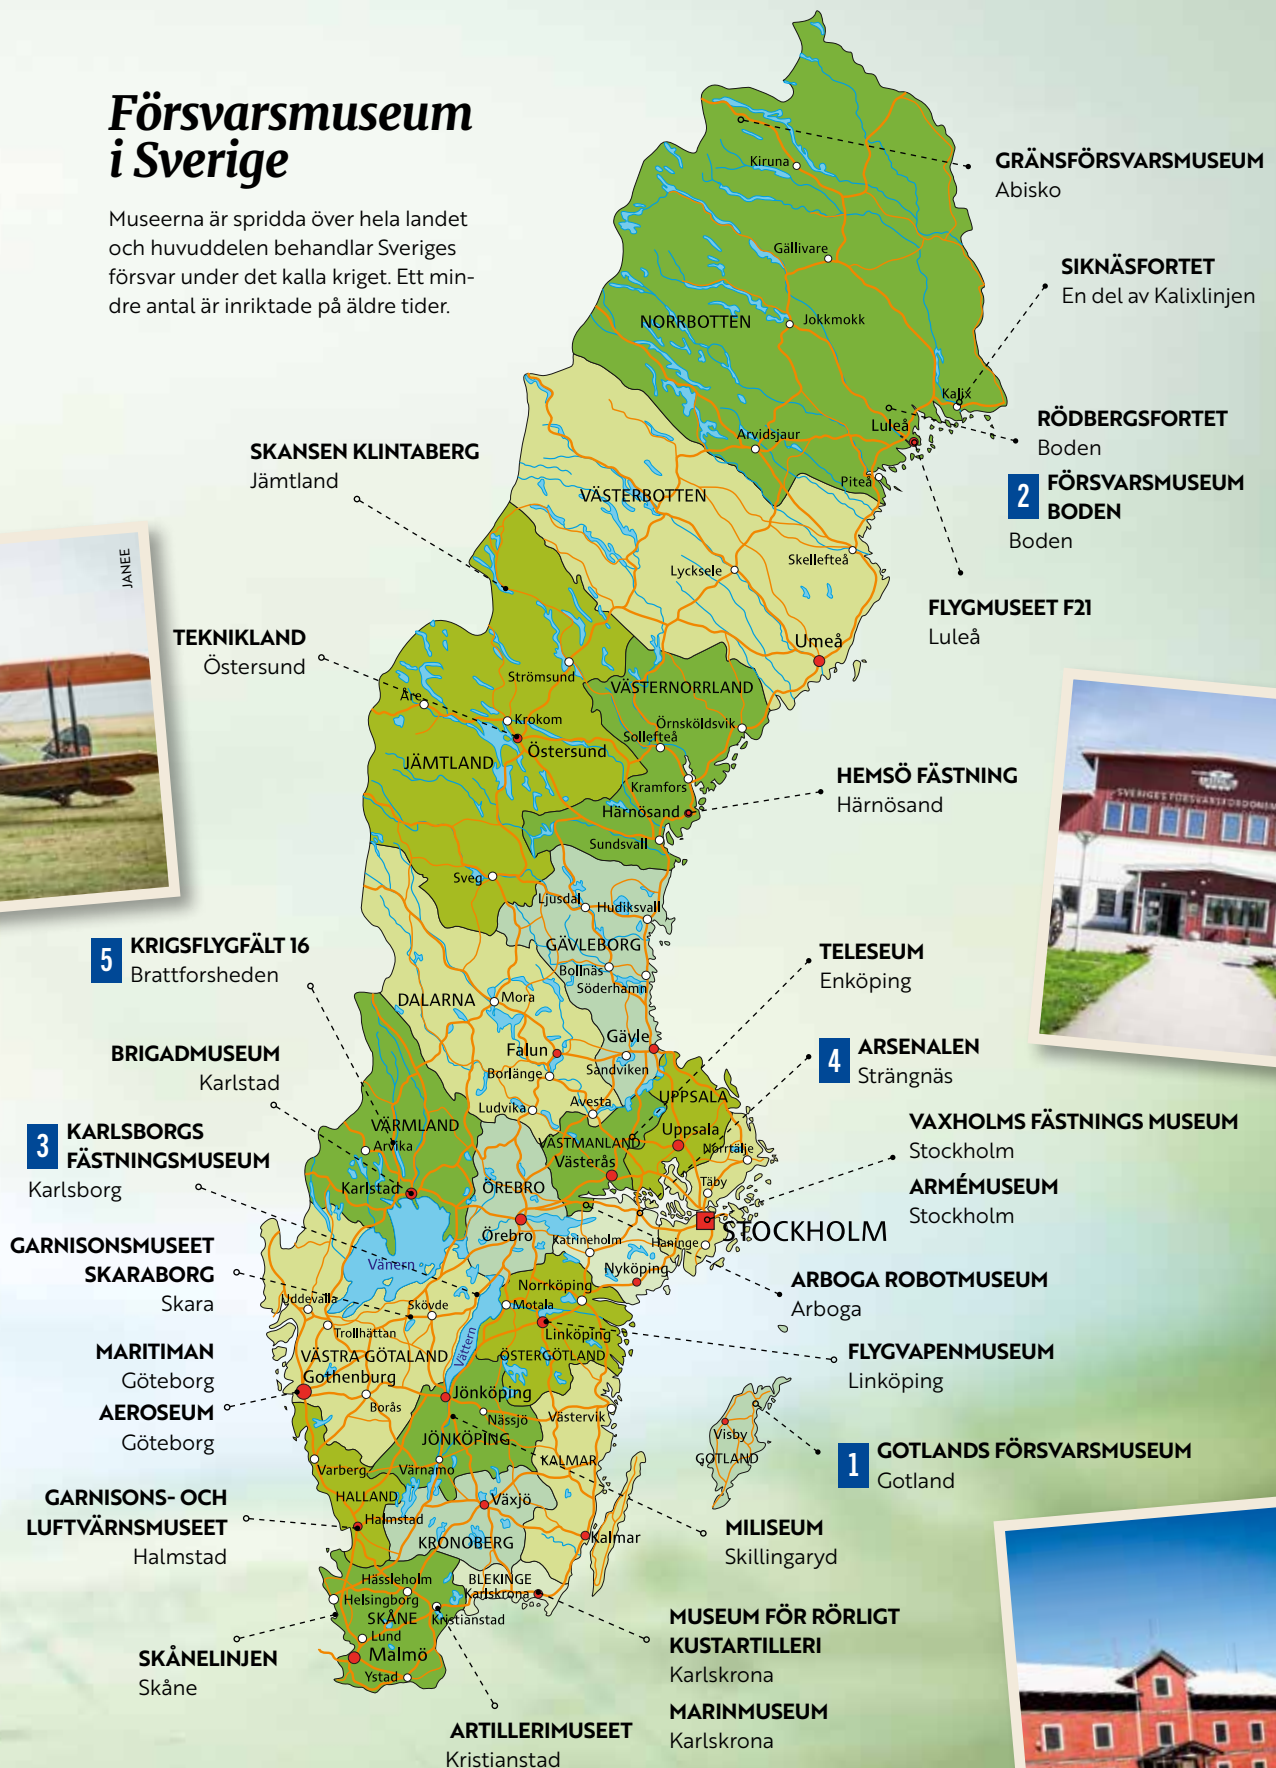 Försvarsmuseum
i Sverige
Museerna är spridda över hela landet
och huvuddelen behandlar Sveriges
försvar under det kalla kriget. Ett min-
dre antal är inriktade på äldre tider.
GRÄNSFÖRSVARSMUSEUM
Abisko
SIKNÄSFORTET
En del av Kalixlinjen
RÖDBERGSFORTET
Boden
2 FÖRSVARSMUSEUM
BODEN
Boden
FLYGMUSEET F21
Luleå
SKANSEN KLINTABERG
Jämtland
JANEE
TEKNIKLAND
Östersund
HEMSÖ FÄSTNING
Härnösand
SVERIGES FÖRSVARSFORDON
5 KRIGSFLYGFÄLT 16
Brattforsheden
BRIGADMUSEUM
Karlstad
3 KARLSBORGS
FÄSTNINGSMUSEUM
Karlsborg
GARNISONSMUSEET
SKARABORG
Skara
MARITIMAN
Göteborg
AEROSEUM
Göteborg
GARNISONS- OCH
LUFTVÄRNSMUSEET
Halmstad
SKÅNELINJEN
Skåne
ARTILLERIMUSEET
Kristianstad
TELESEUM
Enköping
4 ARSENALEN
Strängnäs
VAXHOLMS FÄSTNINGS MUSEUM
Stockholm
ARMÉMUSEUM
Stockholm
ARBOGA ROBOTMUSEUM
Arboga
FLYGVAPENMUSEUM
Linköping
1 GOTLANDS FÖRSVARSMUSEUM
Gotland
MILISEUM
Skillingaryd
MUSEUM FÖR RÖRLIGT
KUSTARTILLERI
Karlskrona
MARINMUSEUM
Karlskrona
Kiruna
Gällivare
NORRBOTTEN
Jokkmokk
Kalix
Luleå
Arvidsjaur
Piteå
VÄSTERBOTTEN
Skellefteå
Lycksele
Umeå
Strömsund
VÄSTERNORRLAND
Åre
Krokom
Örnsköldsvik
Sollefteå
Östersund
JÄMTLAND
Kramfors
Härnösand
Sundsvall
Sveg
Ljusdal
Hudiksvall
GÄVLEBORG
Bollnäs
Söderhamn
DALARNA
Mora
Gävle
Falun
Sandviken
Borlänge
Avesta
Ludvika
UPPSALA
VÄRMLAND
Uppsala
Arvika
VÄSTMANLAND
Norrtälje
Västerås
Täby
Karlstad
ÖREBRO
STOCKHOLM
Örebro
Katrineholm
Haninge
Vänern
Nyköping
Norrköping
Uddevalla
Skövde
Motala
Trollhättan
Linköping
Vättern
VÄSTRA GÖTALAND
ÖSTERGÖTLAND
Gothenburg
Jönköping
Borås
Nässjö
Västervik
Visby
JÖNKÖPING
GOTLAND
KALMAR
Varberg
Värnamo
HALLAND
Växjö
Halmstad
KRONOBERG
Kalmar
Hässleholm
BLEKINGE
Karlskrona
Helsingborg
SKÅNE
Kristianstad
Lund
Malmö
Ystad